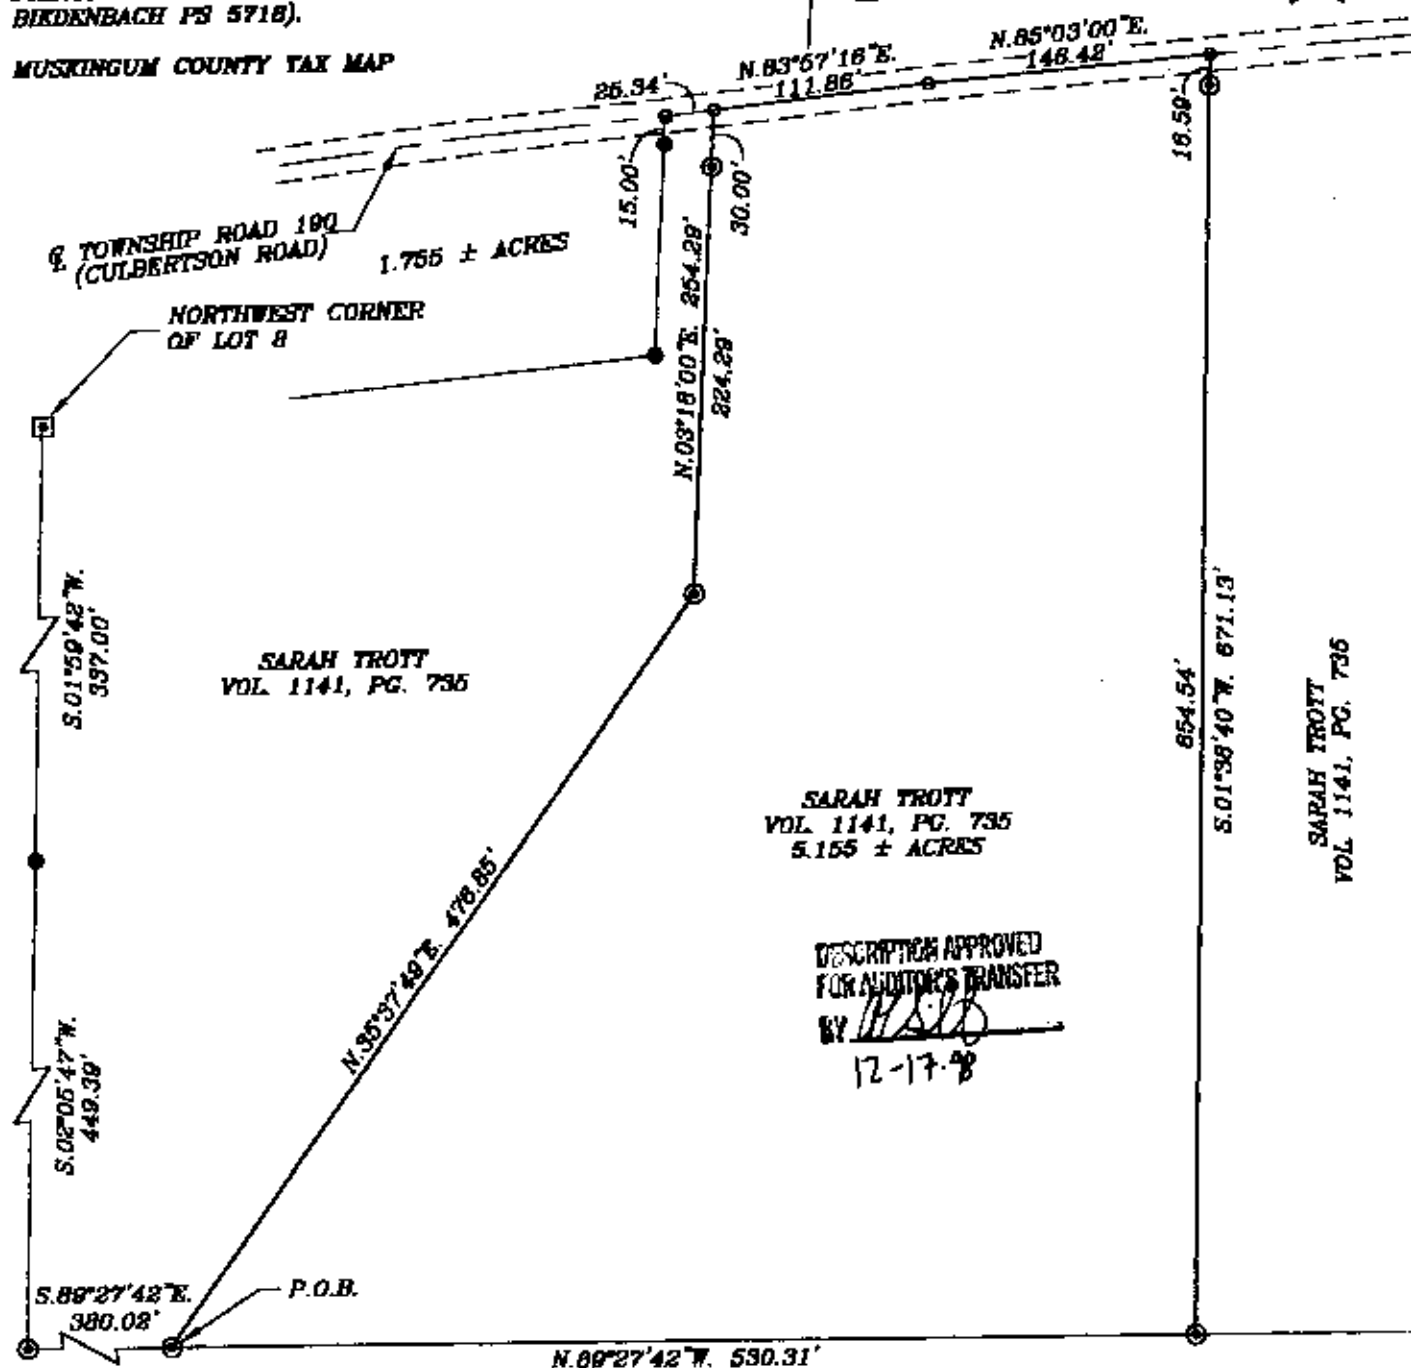 BIEDENBACH PS 5718).
MUSKINGUM COUNTY TAX MAP
N.83°57'16"E.
111.86'
N.85°03'00"E.
146.42'
25.34'
15.00'
30.00'
16.59'
℄ TOWNSHIP ROAD 190
(CULBERTSON ROAD)
1.755 ± ACRES
NORTHWEST CORNER
OF LOT 8
N.03°18'00"E. 254.29'
224.29'
S.01°59'42"W.
337.00'
SARAH TROTT
VOL. 1141, PG. 735
654.54'
S.01°38'40"W. 671.13'
SARAH TROTT
VOL. 1141, PG. 735
SARAH TROTT
VOL. 1141, PG. 735
5.155 ± ACRES
N.35°37'49"E. 476.85'
DESCRIPTION APPROVED
FOR AUDITOR'S TRANSFER
BY
12-17-98
S.02°05'47"W.
449.39'
S.89°27'42"E.
380.02'
P.O.B.
N.89°27'42"W. 530.31'